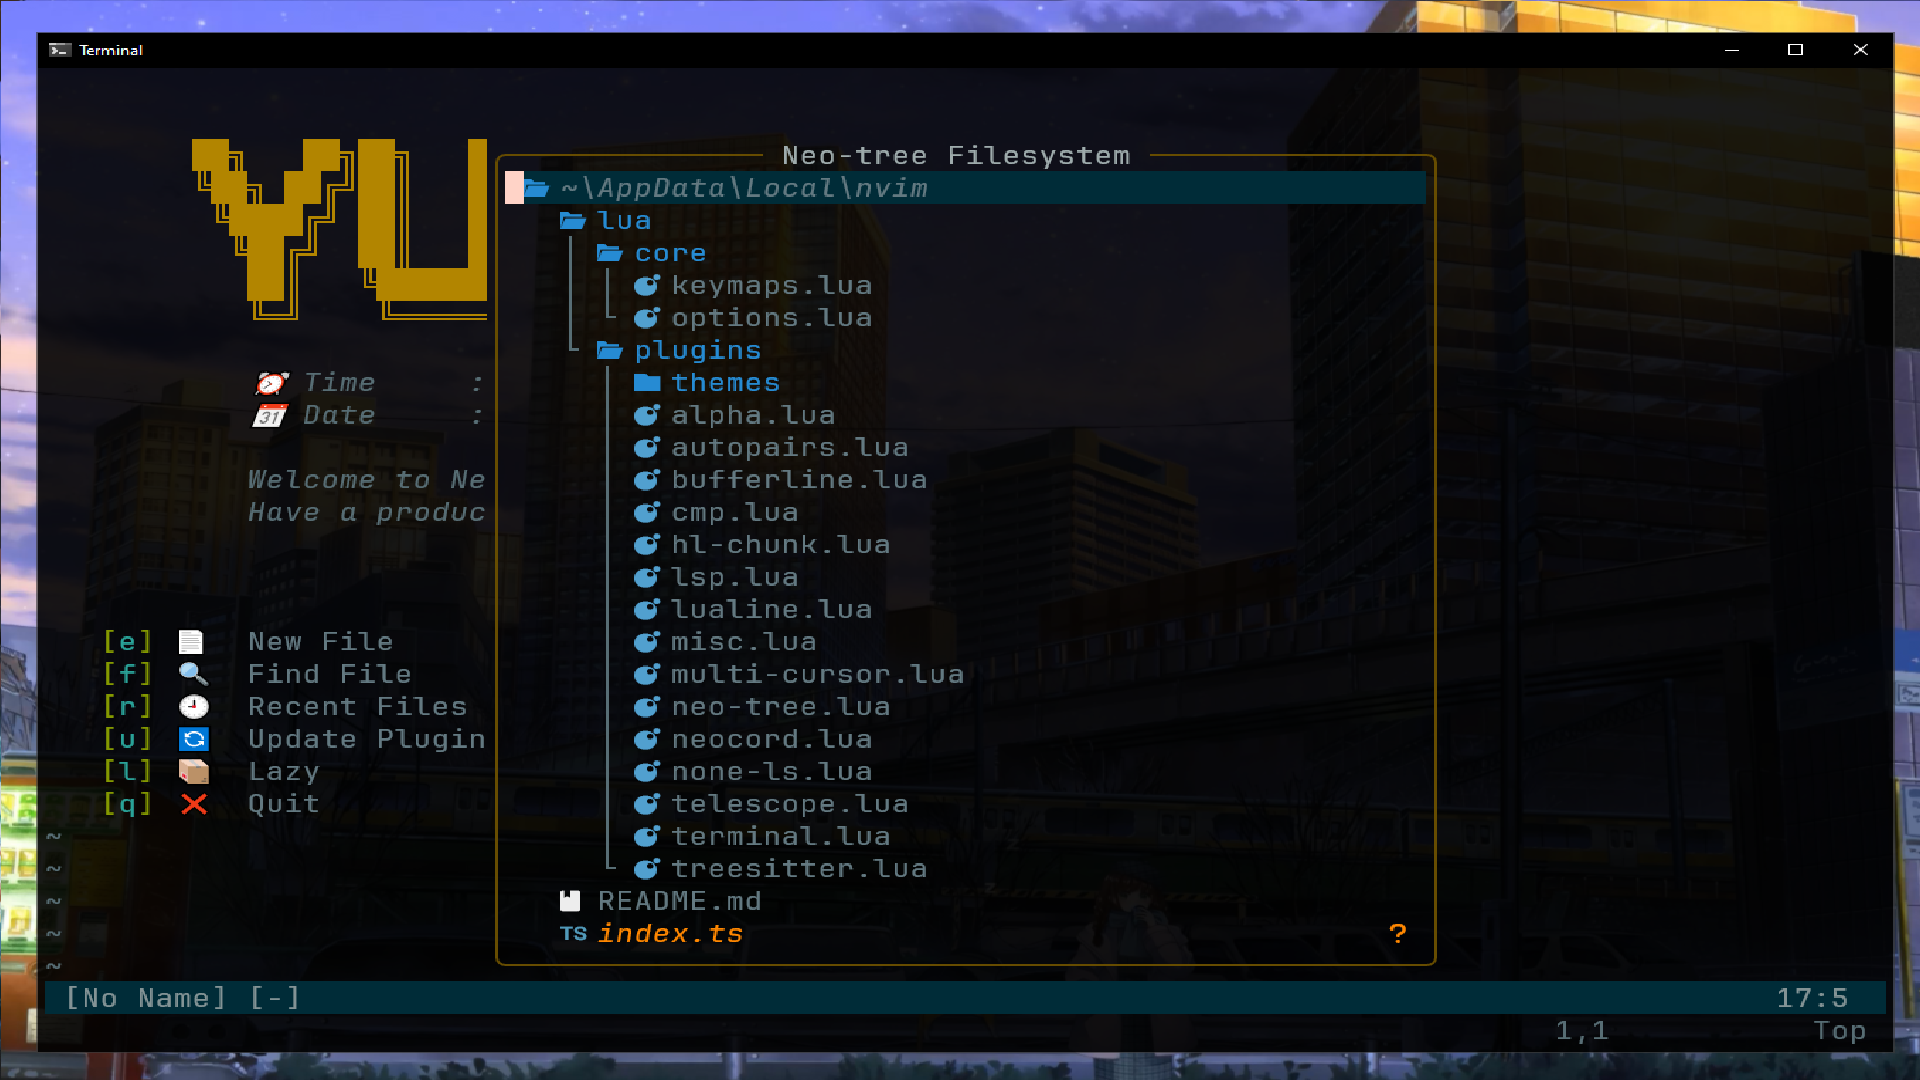 Terminal
YU
Neo-tree Filesystem
~\AppData\Local\nvim
lua
core
keymaps.lua
options.lua
plugins
themes
alpha.lua
autopairs.lua
bufferline.lua
cmp.lua
hl-chunk.lua
lsp.lua
lualine.lua
misc.lua
multi-cursor.lua
neo-tree.lua
neocord.lua
none-ls.lua
telescope.lua
terminal.lua
treesitter.lua
README.md
TS index.ts ?
Time :
31 Date :
Welcome to Ne
Have a produc
[e] New File
[f] Find File
[r] Recent Files
[u] Update Plugin
[l] Lazy
[q] Quit
~
~
~
~
~
[No Name] [-] 17:5
1,1 Top